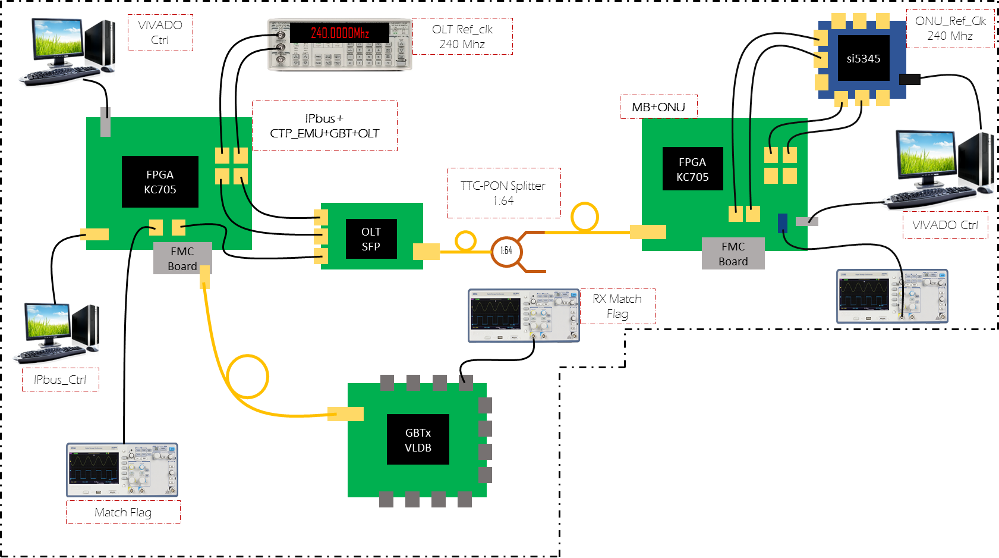 VIVADO
Ctrl
240.0000Mhz
OLT Ref_clk
240 Mhz
ONU_Ref_Clk
240 Mhz
si5345
IPbus+
CTP_EMU+GBT+OLT
MB+ONU
FPGA
KC705
FPGA
KC705
TTC-PON Splitter
1:64
OLT
SFP
1:64
VIVADO Ctrl
FMC
Board
FMC
Board
RX Match
Flag
IPbus_Ctrl
GBTx
VLDB
Match Flag